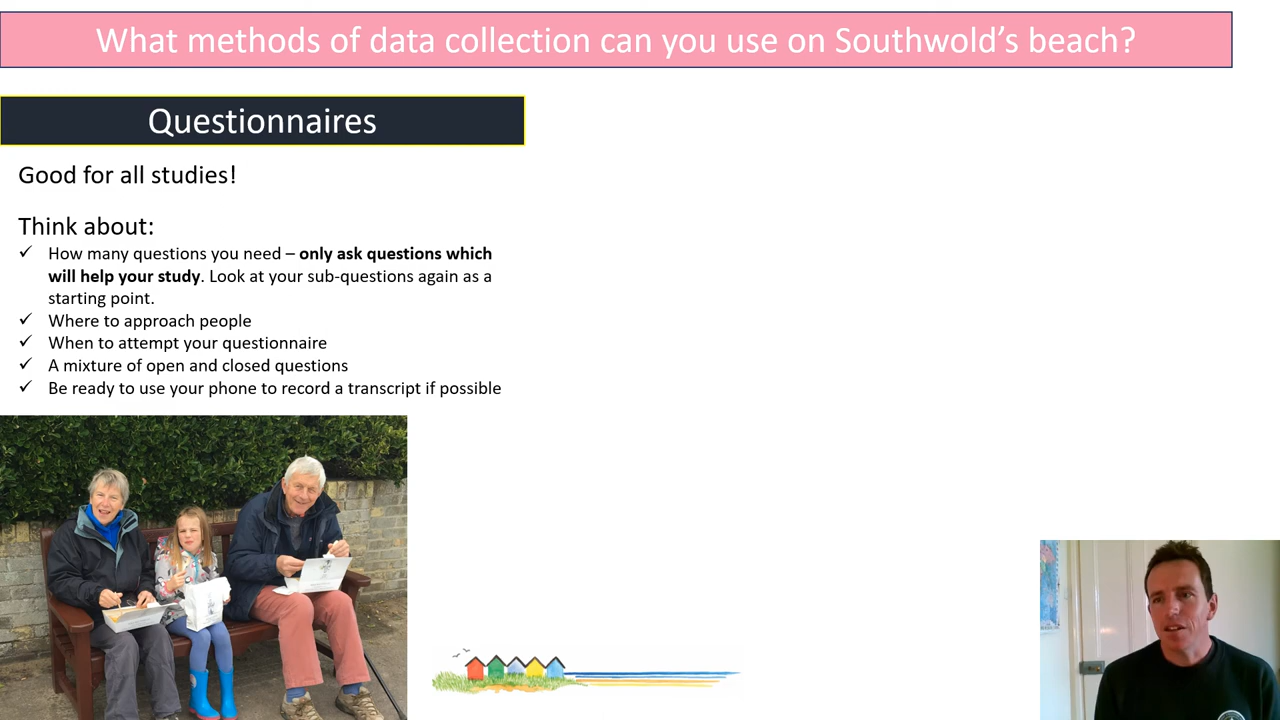 What methods of data collection can you use on Southwold’s beach?
Questionnaires
Good for all studies!
Think about:
✓ How many questions you need – only ask questions which
will help your study. Look at your sub-questions again as a
starting point.
✓ Where to approach people
✓ When to attempt your questionnaire
✓ A mixture of open and closed questions
✓ Be ready to use your phone to record a transcript if possible